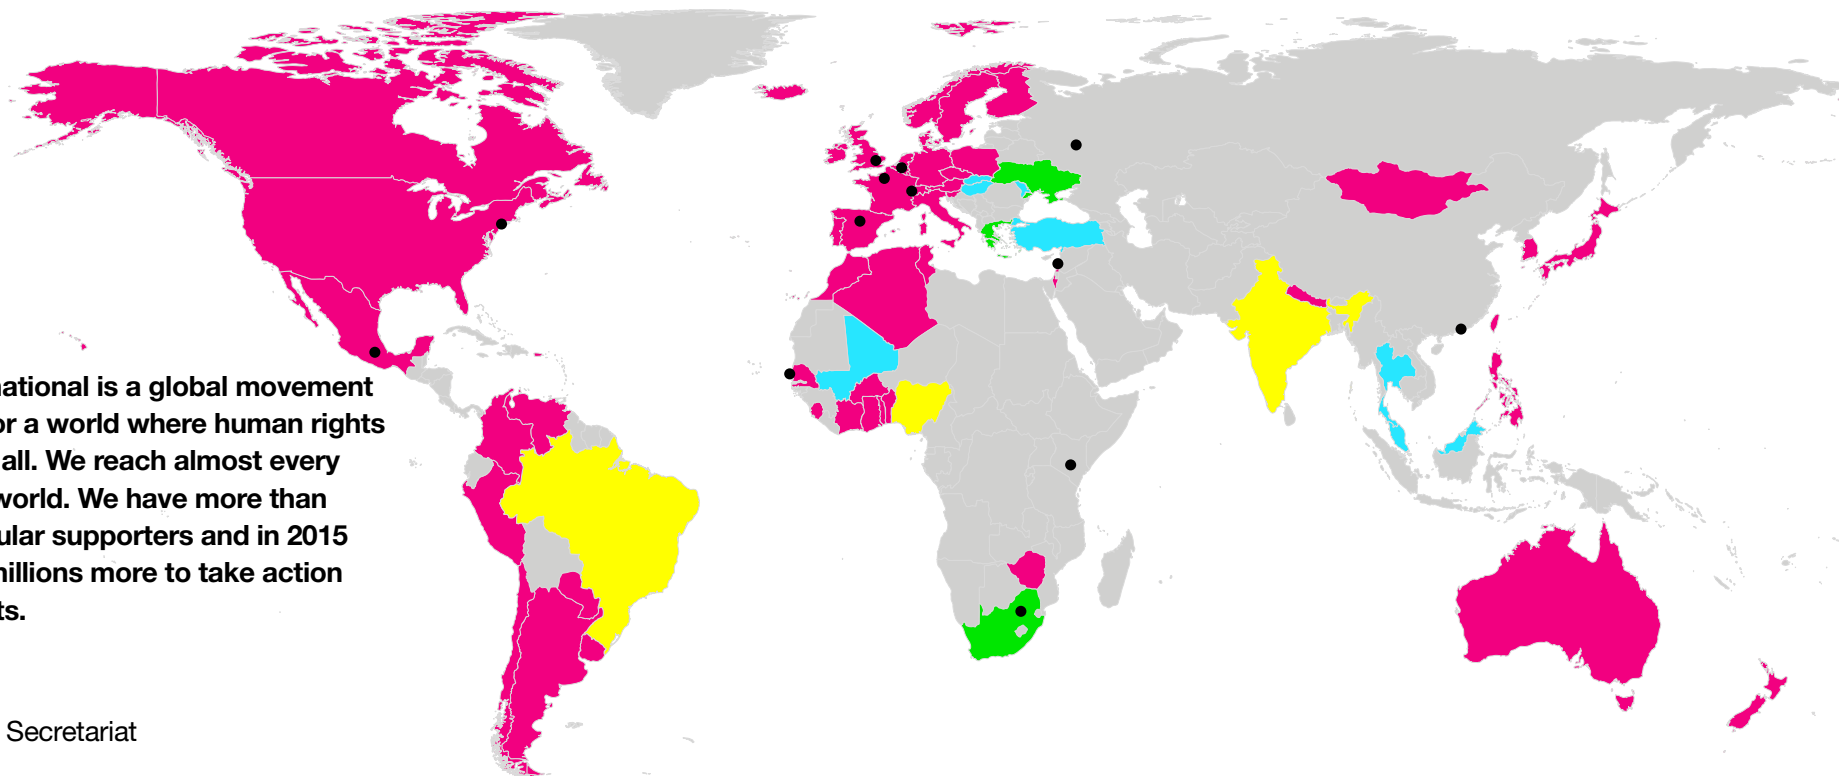 national is a global movement
or a world where human rights
all. We reach almost every
world. We have more than
ular supporters and in 2015
millions more to take action
ts.
Secretariat